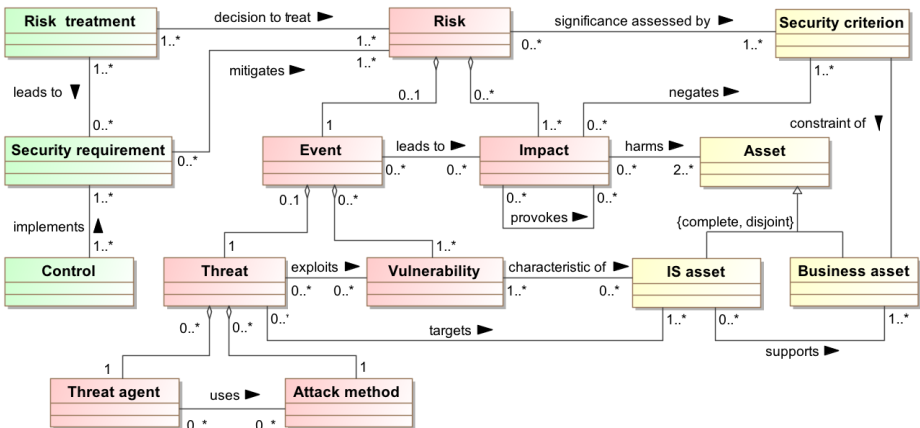 Risk treatment
decision to treat
Risk
significance assessed by
Security criterion
1..*
1..*
0..*
1..*
1..*
leads to
mitigates
1..*
0..1
0..*
negates
1..*
0..*
1
1..*
0..*
constraint of
Security requirement
0..*
Event
leads to
0..*
0..*
Impact
harms
0..*
2..*
Asset
1..*
0.1
0..*
0..*
0..*
provokes
implements
1..*
1
1..*
{complete, disjoint}
Control
Threat
exploits
0..*
0..*
Vulnerability
characteristic of
1..*
0..*
IS asset
Business asset
0..*
0..*
0..*
targets
1..*
0..*
1..*
supports
1
1
Threat agent
uses
0..*
0..*
Attack method